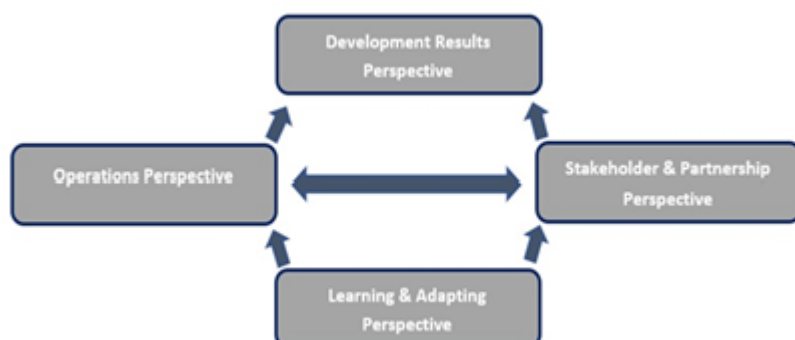 Development Results
Perspective
Operations Perspective
Stakeholder & Partnership
Perspective
Learning & Adapting
Perspective